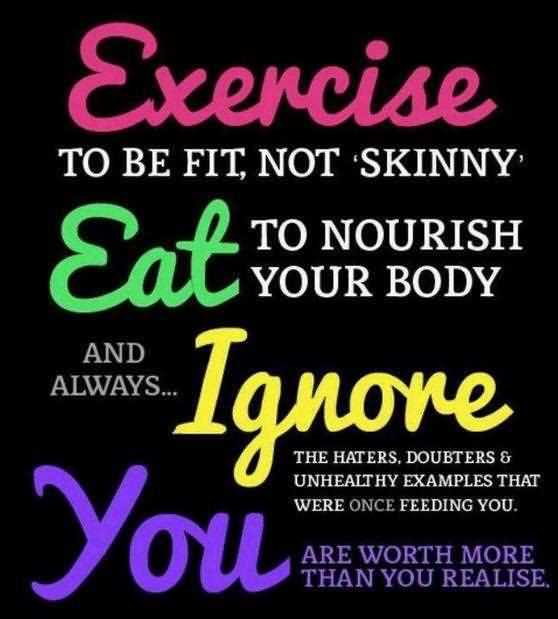 Exercise
TO BE FIT, NOT ‘SKINNY’
Eat TO NOURISH
YOUR BODY
AND
ALWAYS... Ignore
THE HATERS, DOUBTERS &
UNHEALTHY EXAMPLES THAT
WERE ONCE FEEDING YOU.
You ARE WORTH MORE
THAN YOU REALISE.